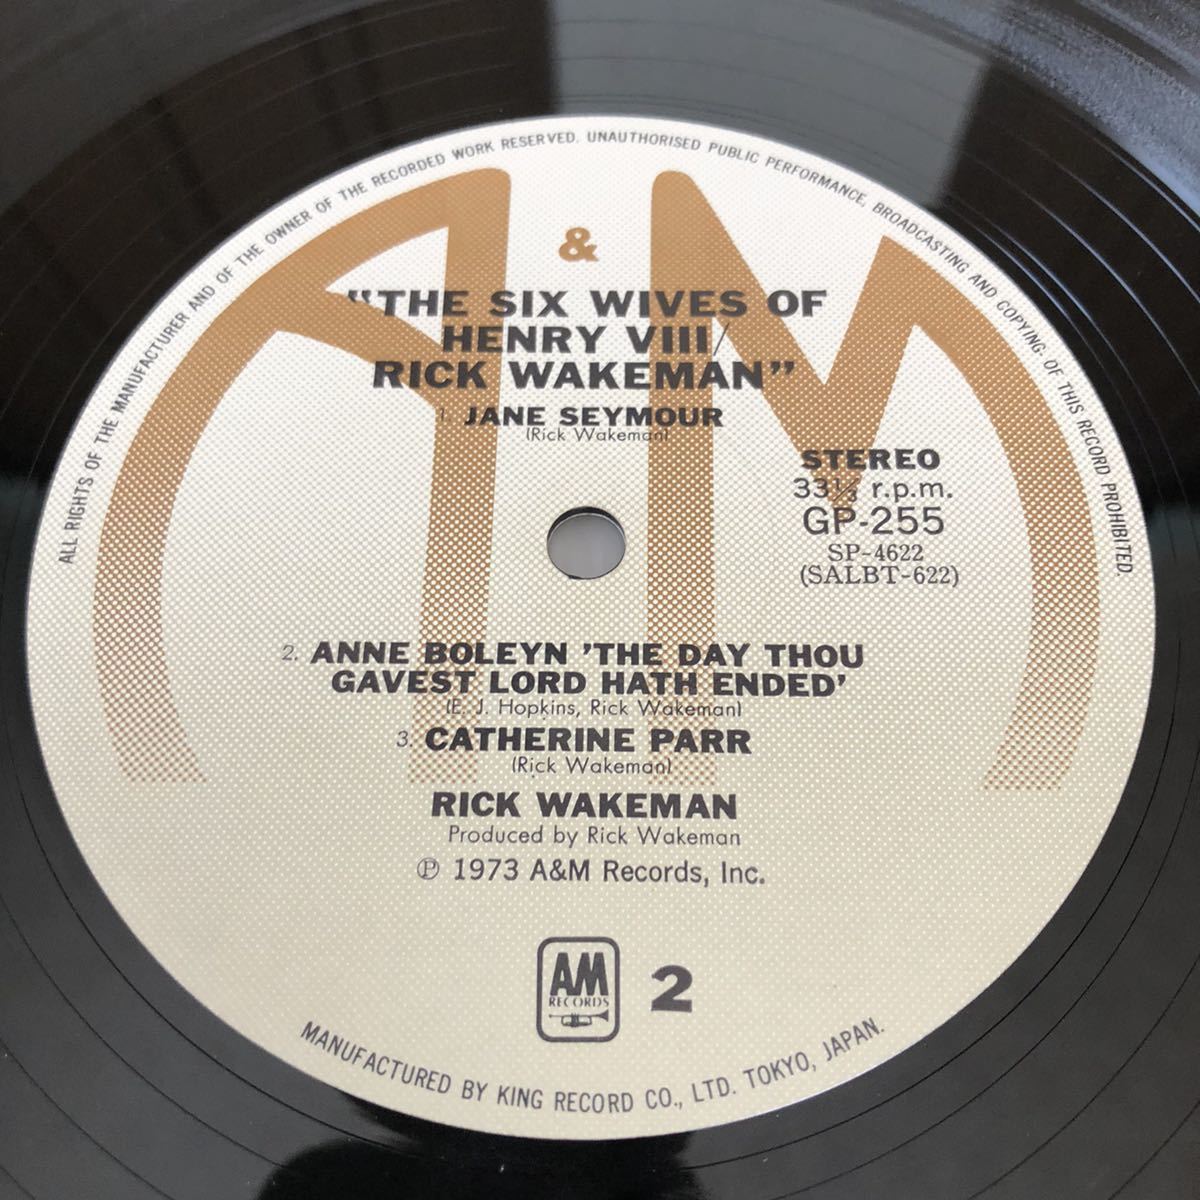 ALL RIGHTS OF THE MANUFACTURER AND OF THE OWNER OF THE RECORDED WORK RESERVED. UNAUTHORISED PUBLIC PERFORMANCE, BROADCASTING AND COPYING. OF THIS RECORD PROHIBITED.
A & M
"THE SIX WIVES OF
HENRY VIII/
RICK WAKEMAN"
1. JANE SEYMOUR
(Rick Wakeman)
STEREO
33 1/3 r.p.m.
GP-255
SP-4622
(SALBT-622)
2. ANNE BOLEYN 'THE DAY THOU
GAVEST LORD HATH ENDED'
(E. J. Hopkins, Rick Wakeman)
3. CATHERINE PARR
(Rick Wakeman)
RICK WAKEMAN
Produced by Rick Wakeman
℗ 1973 A&M Records, Inc.
AM
RECORDS
2
MANUFACTURED BY KING RECORD CO., LTD. TOKYO, JAPAN.